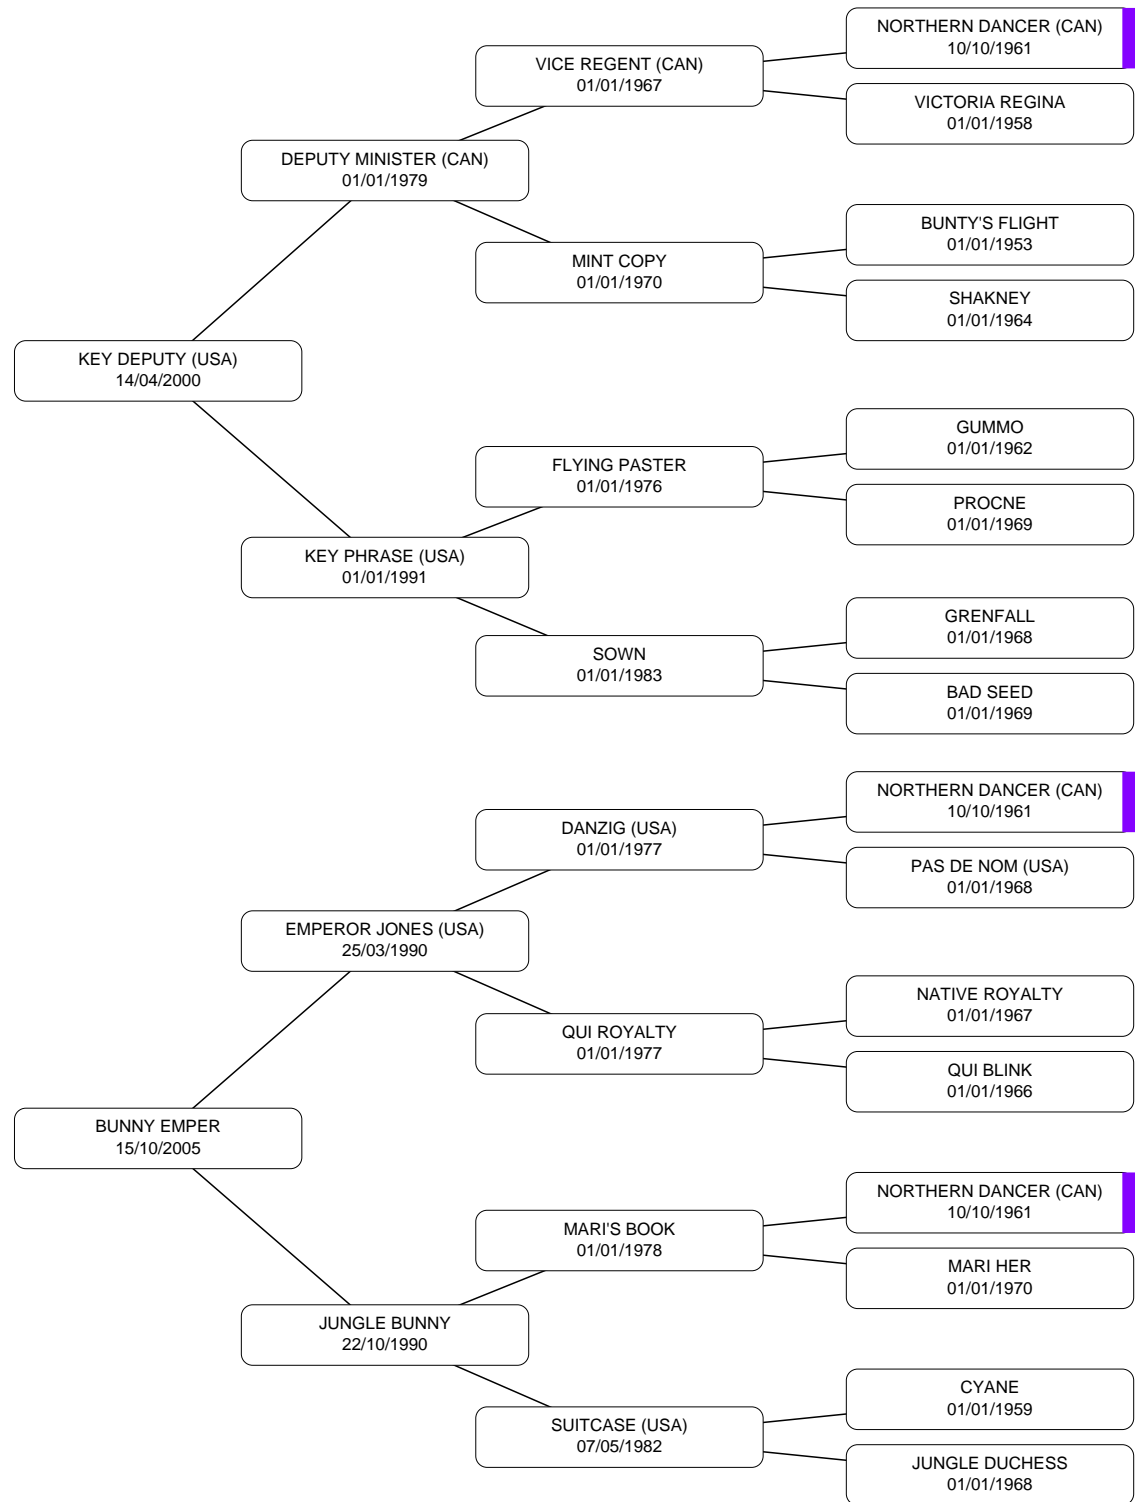 NORTHERN DANCER (CAN)
10/10/1961
VICE REGENT (CAN)
01/01/1967
VICTORIA REGINA
01/01/1958
DEPUTY MINISTER (CAN)
01/01/1979
BUNTY'S FLIGHT
01/01/1953
MINT COPY
01/01/1970
SHAKNEY
01/01/1964
KEY DEPUTY (USA)
14/04/2000
GUMMO
01/01/1962
FLYING PASTER
01/01/1976
PROCNE
01/01/1969
KEY PHRASE (USA)
01/01/1991
GRENFALL
01/01/1968
SOWN
01/01/1983
BAD SEED
01/01/1969
NORTHERN DANCER (CAN)
10/10/1961
DANZIG (USA)
01/01/1977
PAS DE NOM (USA)
01/01/1968
EMPEROR JONES (USA)
25/03/1990
NATIVE ROYALTY
01/01/1967
QUI ROYALTY
01/01/1977
QUI BLINK
01/01/1966
BUNNY EMPER
15/10/2005
NORTHERN DANCER (CAN)
10/10/1961
MARI'S BOOK
01/01/1978
MARI HER
01/01/1970
JUNGLE BUNNY
22/10/1990
CYANE
01/01/1959
SUITCASE (USA)
07/05/1982
JUNGLE DUCHESS
01/01/1968